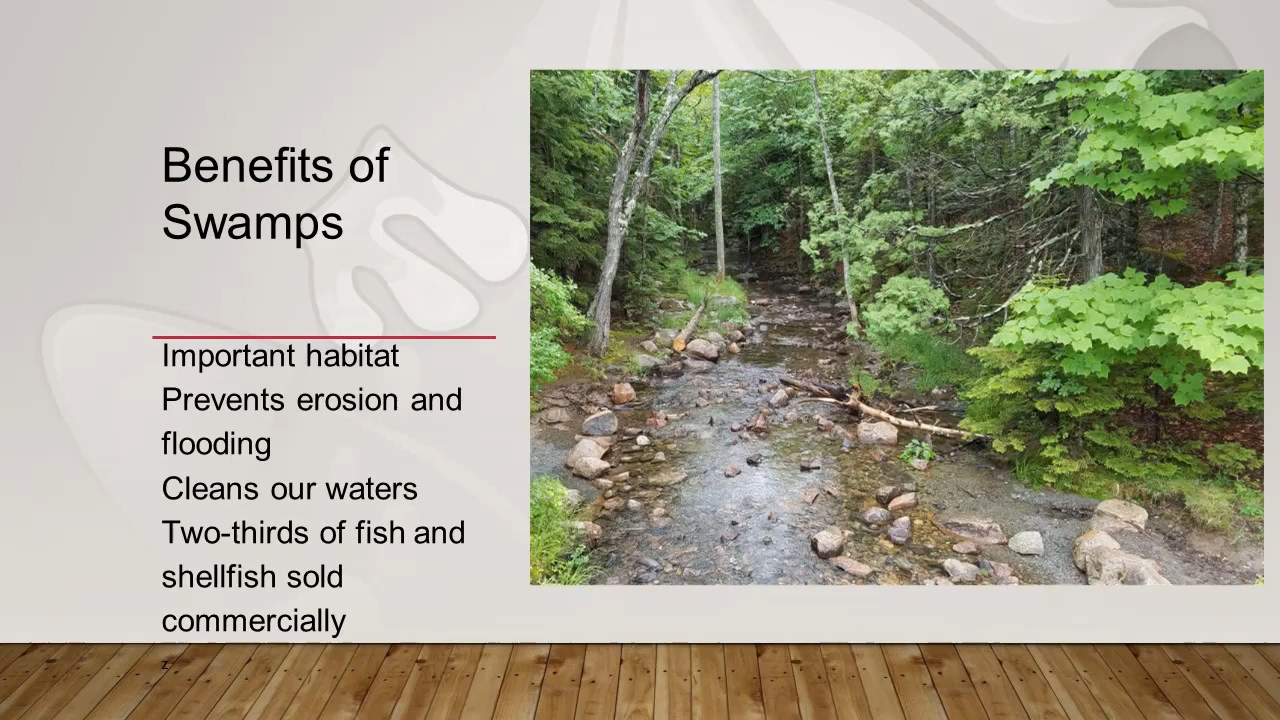 Benefits of
Swamps
Important habitat
Prevents erosion and
flooding
Cleans our waters
Two-thirds of fish and
shellfish sold
commercially
z